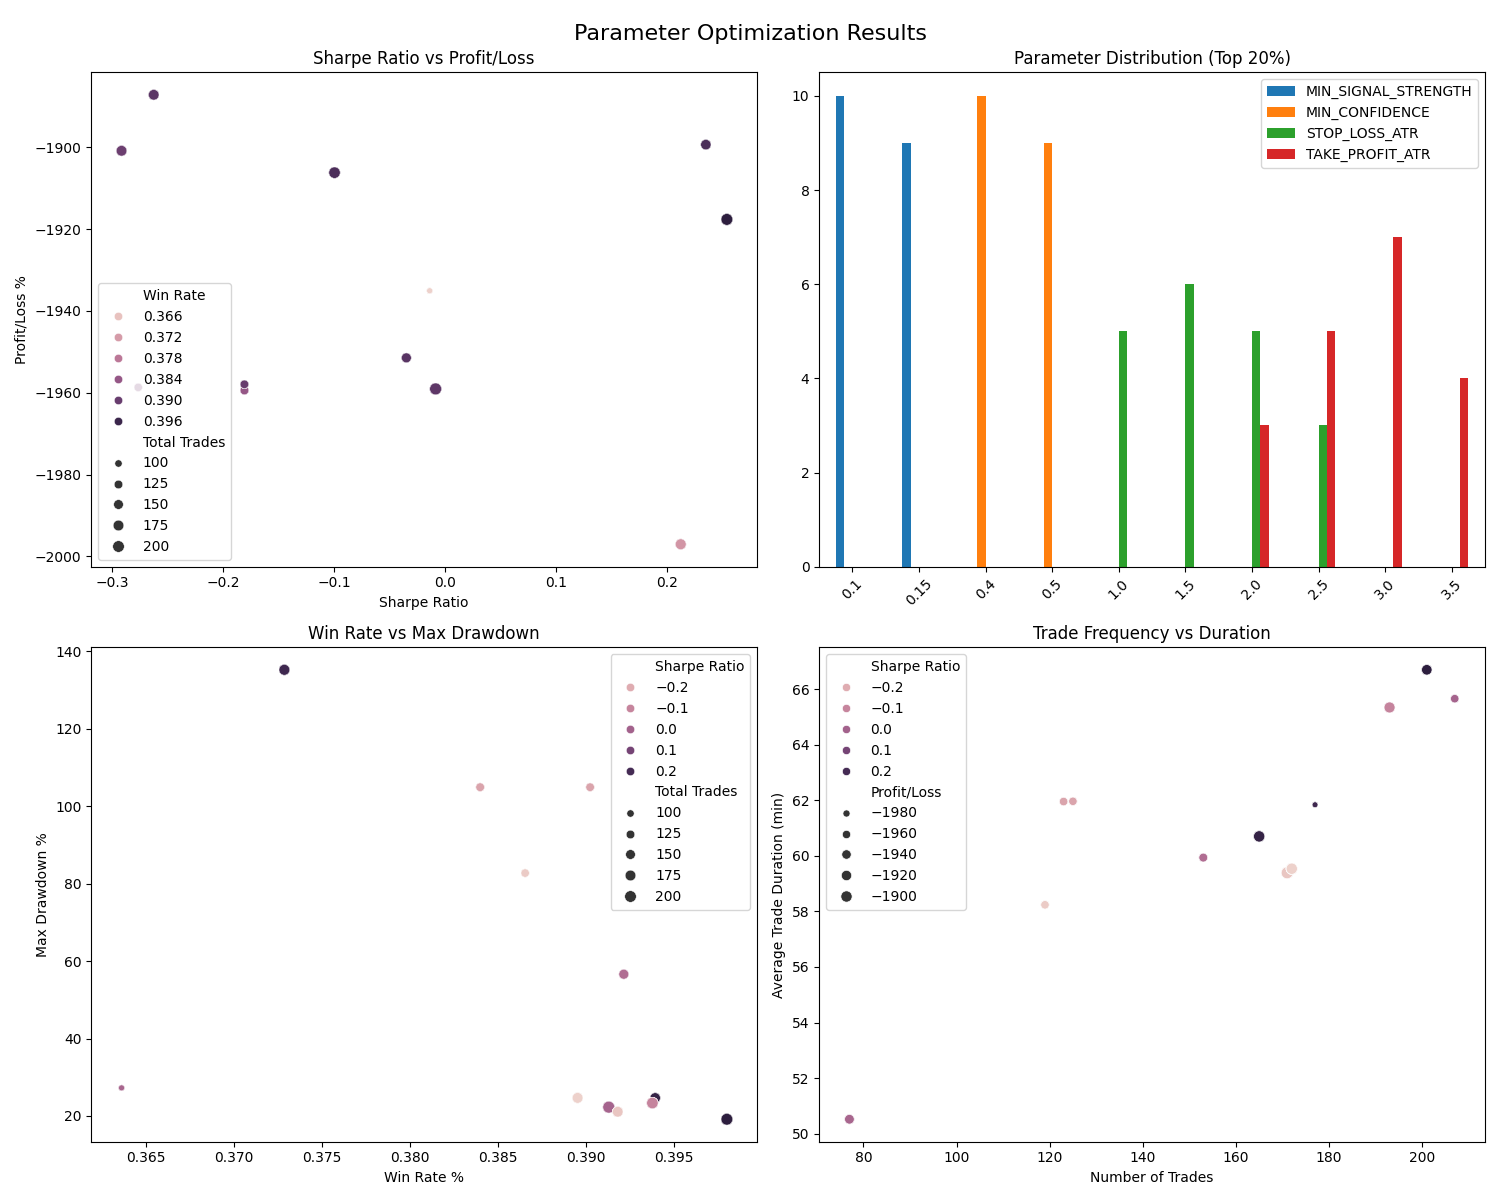 Parameter Optimization Results
Sharpe Ratio vs Profit/Loss
Profit/Loss %
−1900
−1920
−1940
−1960
−1980
−2000
Win Rate
0.366
0.372
0.378
0.384
0.390
0.396
Total Trades
100
125
150
175
200
−0.3 −0.2 −0.1 0.0 0.1 0.2
Sharpe Ratio
Parameter Distribution (Top 20%)
10
8
6
4
2
0
MIN_SIGNAL_STRENGTH
MIN_CONFIDENCE
STOP_LOSS_ATR
TAKE_PROFIT_ATR
0.1 0.15 0.4 0.5 1.0 1.5 2.0 2.5 3.0 3.5
Win Rate vs Max Drawdown
Max Drawdown %
140
120
100
80
60
40
20
Sharpe Ratio
−0.2
−0.1
0.0
0.1
0.2
Total Trades
100
125
150
175
200
0.365 0.370 0.375 0.380 0.385 0.390 0.395
Win Rate %
Trade Frequency vs Duration
Average Trade Duration (min)
66
64
62
60
58
56
54
52
50
Sharpe Ratio
−0.2
−0.1
0.0
0.1
0.2
Profit/Loss
−1980
−1960
−1940
−1920
−1900
80 100 120 140 160 180 200
Number of Trades